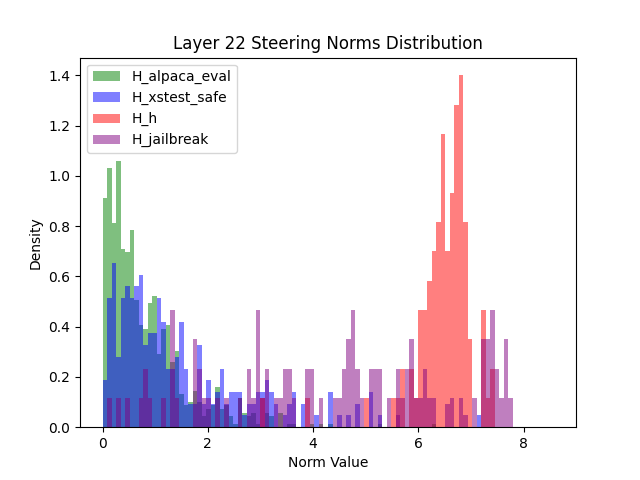 Layer 22 Steering Norms Distribution
H_alpaca_eval
H_xstest_safe
H_h
H_jailbreak
1.4
1.2
1.0
0.8
0.6
0.4
0.2
0.0
Density
0 2 4 6 8
Norm Value